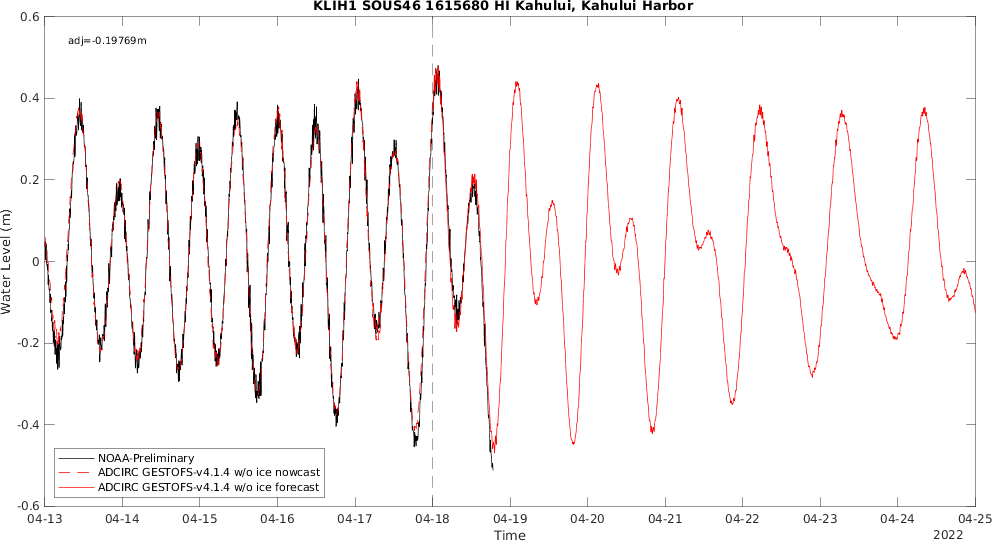 KLIH1 SOUS46 1615680 HI Kahului, Kahului Harbor
adj=-0.19769m
Water Level (m)
0.6
0.4
0.2
0
-0.2
-0.4
-0.6
NOAA-Preliminary
ADCIRC GESTOFS-v4.1.4 w/o ice nowcast
ADCIRC GESTOFS-v4.1.4 w/o ice forecast
04-13 04-14 04-15 04-16 04-17 04-18 04-19 04-20 04-21 04-22 04-23 04-24 04-25
Time
2022